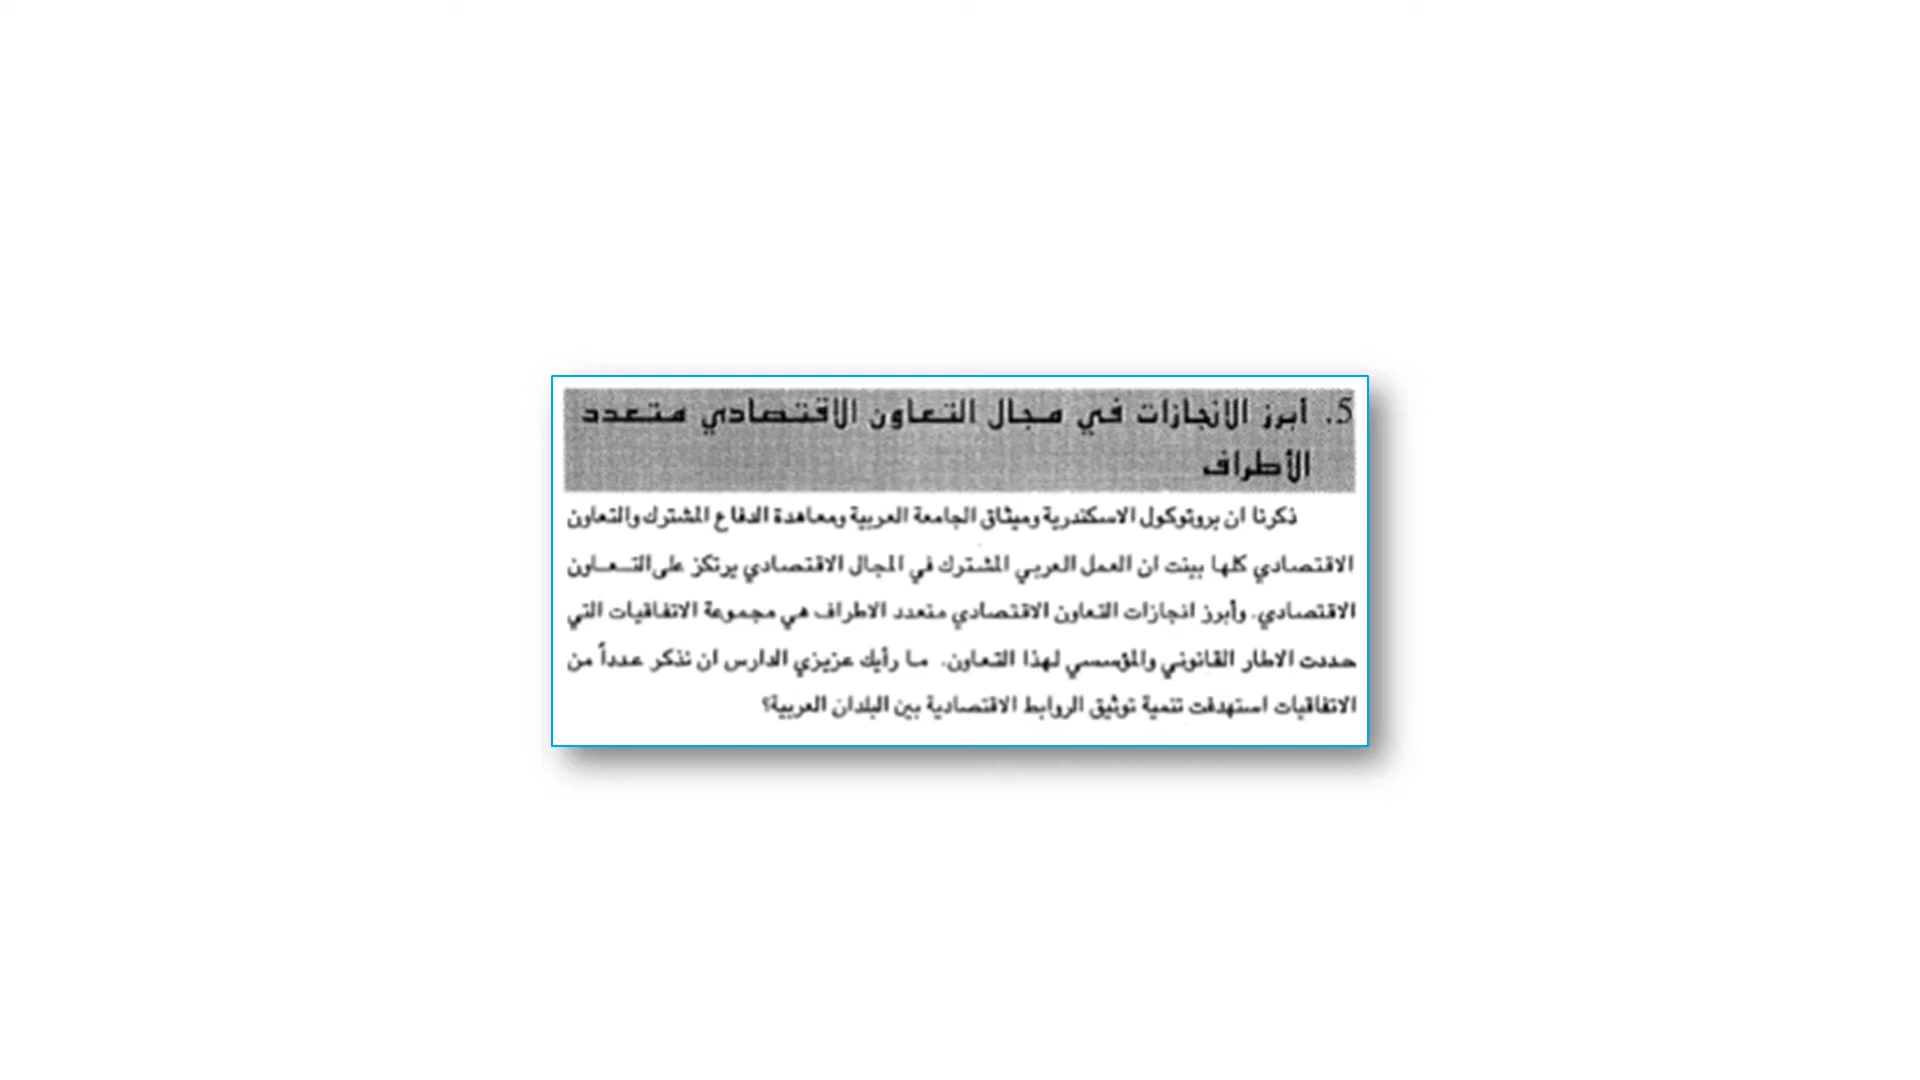 5. أبرز الانجازات في مجال التعاون الاقتصادي متعدد
الأطراف
ذكرنا ان بروتوكول الاسكندرية وميثاق الجامعة العربية ومعاهدة الدفاع المشترك والتعاون
الاقتصادي كلها بينت ان العمل العربي المشترك في المجال الاقتصادي يرتكز على التعاون
الاقتصادي. وأبرز انجازات التعاون الاقتصادي متعدد الاطراف هي مجموعة الاتفاقيات التي
حددت الاطار القانوني والمؤسسي لهذا التعاون. ما رأيك عزيزي الدارس ان نذكر عدداً من
الاتفاقيات استهدفت تنمية توثيق الروابط الاقتصادية بين البلدان العربية؟